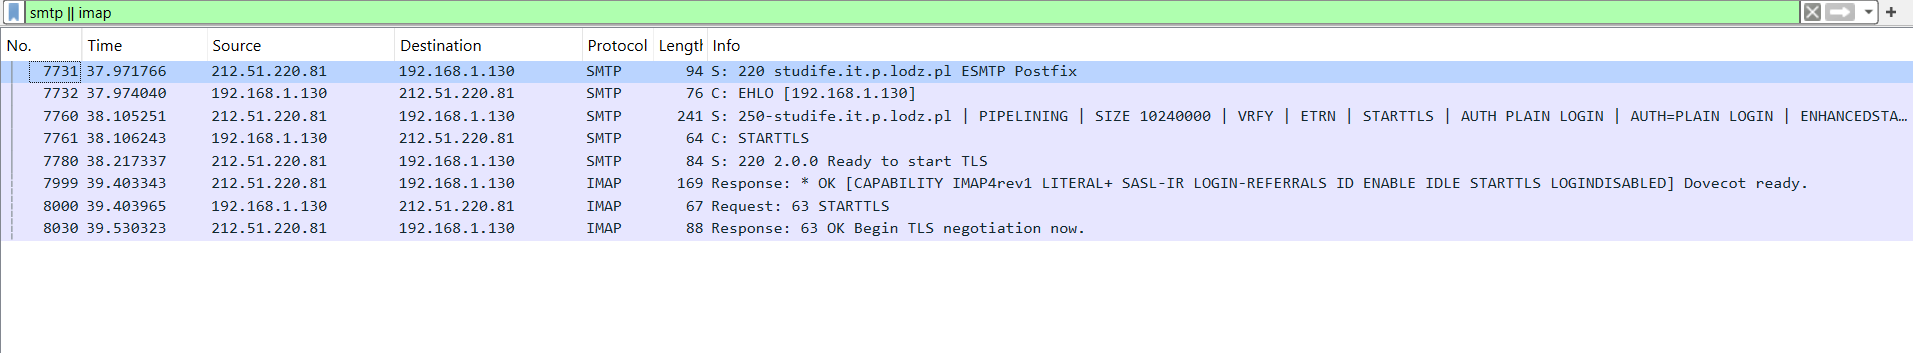 smtp || imap
No. Time Source Destination Protocol Length Info
7731 37.971766 212.51.220.81 192.168.1.130 SMTP 94 S: 220 studife.it.p.lodz.pl ESMTP Postfix
7732 37.974040 192.168.1.130 212.51.220.81 SMTP 76 C: EHLO [192.168.1.130]
7760 38.105251 212.51.220.81 192.168.1.130 SMTP 241 S: 250-studife.it.p.lodz.pl | PIPELINING | SIZE 10240000 | VRFY | ETRN | STARTTLS | AUTH PLAIN LOGIN | AUTH=PLAIN LOGIN | ENHANCEDSTA…
7761 38.106243 192.168.1.130 212.51.220.81 SMTP 64 C: STARTTLS
7780 38.217337 212.51.220.81 192.168.1.130 SMTP 84 S: 220 2.0.0 Ready to start TLS
7999 39.403343 212.51.220.81 192.168.1.130 IMAP 169 Response: * OK [CAPABILITY IMAP4rev1 LITERAL+ SASL-IR LOGIN-REFERRALS ID ENABLE IDLE STARTTLS LOGINDISABLED] Dovecot ready.
8000 39.403965 192.168.1.130 212.51.220.81 IMAP 67 Request: 63 STARTTLS
8030 39.530323 212.51.220.81 192.168.1.130 IMAP 88 Response: 63 OK Begin TLS negotiation now.